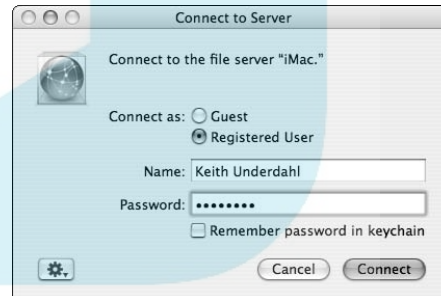 Connect to Server
Connect to the file server “iMac.”
Connect as: Guest
Registered User
Name: Keith Underdahl
Password: ••••••••
Remember password in keychain
Cancel Connect